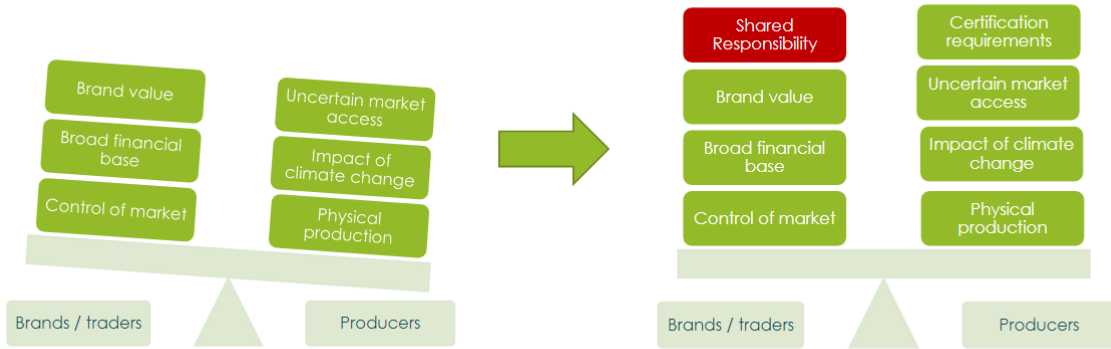 Brand value
Broad financial
base
Control of market
Uncertain market
access
Impact of
climate change
Physical
production
Brands / traders
Producers
Shared
Responsibility
Brand value
Broad financial
base
Control of market
Certification
requirements
Uncertain market
access
Impact of climate
change
Physical
production
Brands / traders
Producers